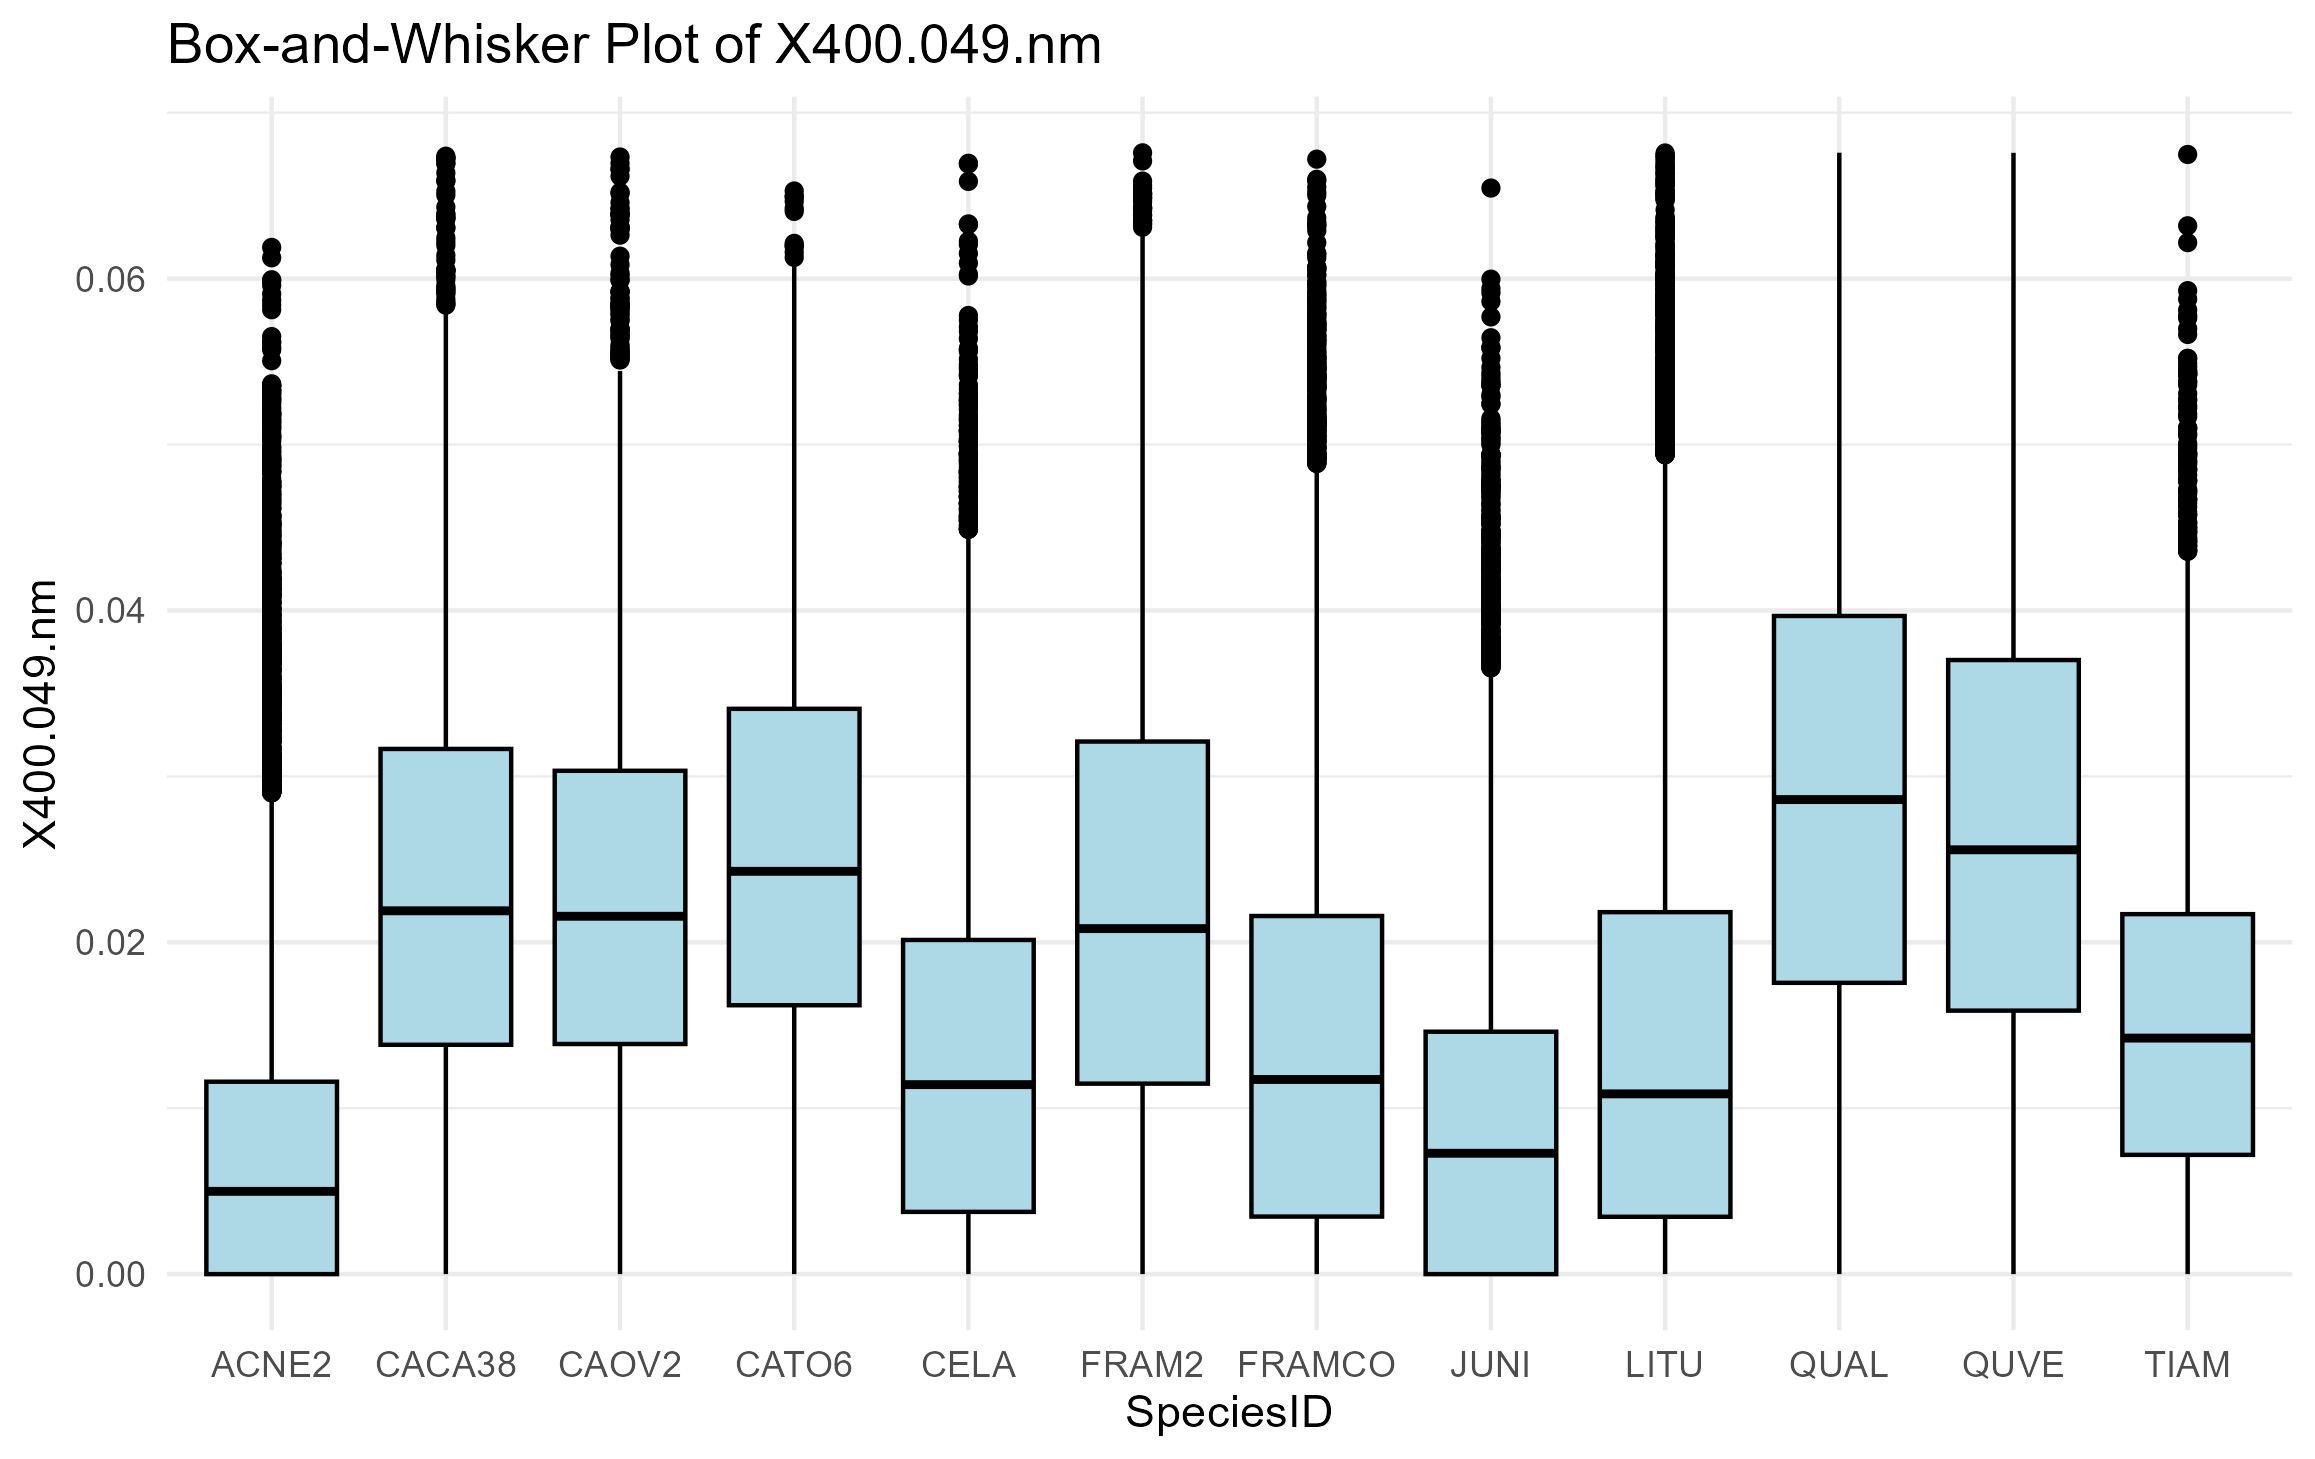 Box-and-Whisker Plot of X400.049.nm
X400.049.nm
0.06
0.04
0.02
0.00
ACNE2 CACA38 CAOV2 CATO6 CELA FRAM2 FRAMCO JUNI LITU QUAL QUVE TIAM
SpeciesID